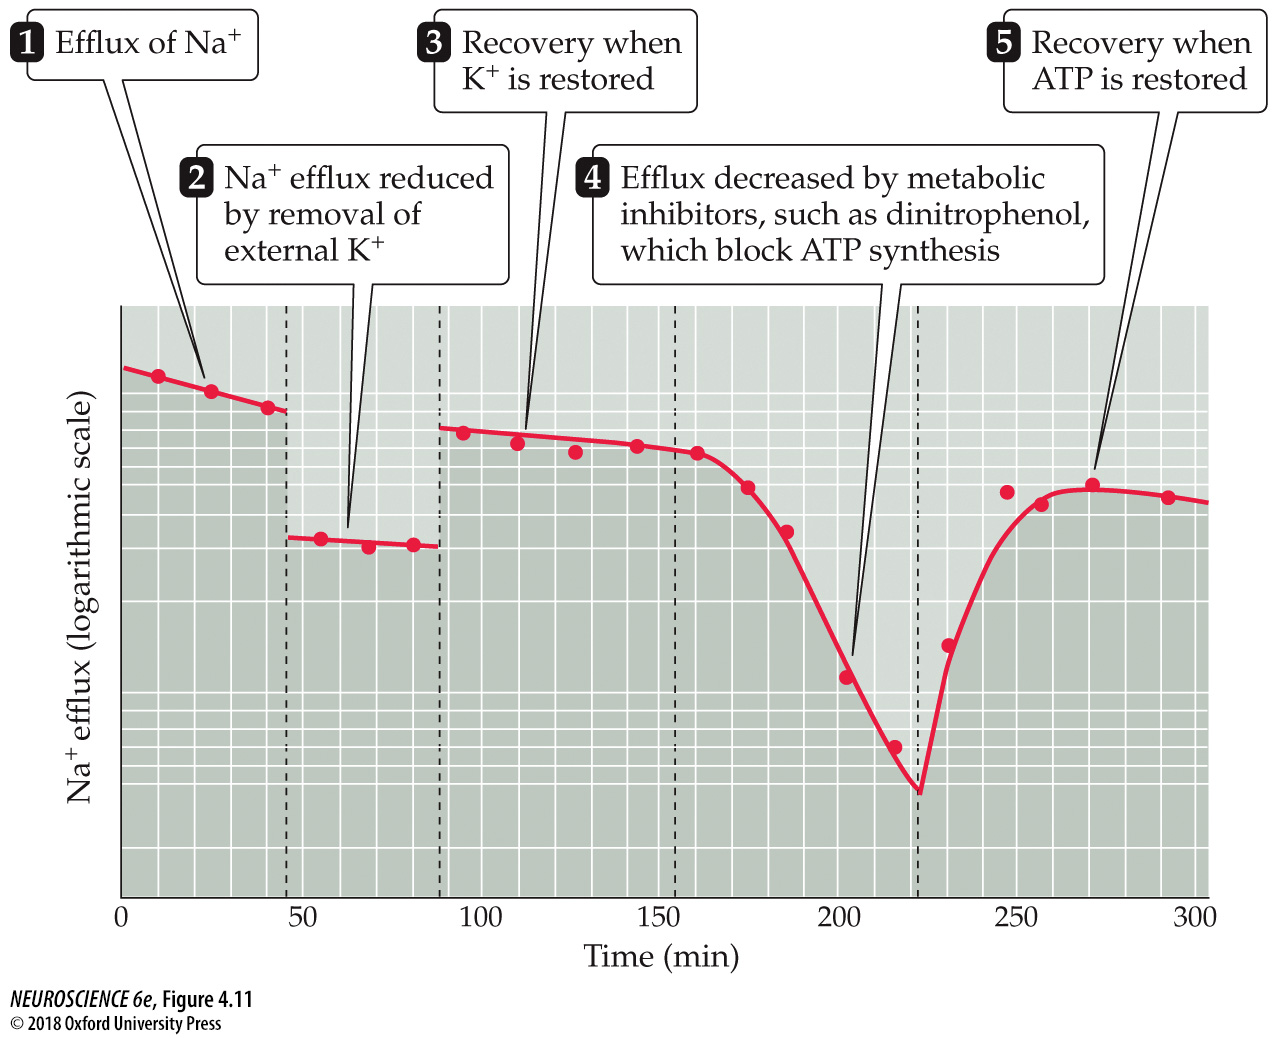 1 Efflux of Na⁺
3 Recovery when
K⁺ is restored
5 Recovery when
ATP is restored
2 Na⁺ efflux reduced
by removal of
external K⁺
4 Efflux decreased by metabolic
inhibitors, such as dinitrophenol,
which block ATP synthesis
Na⁺ efflux (logarithmic scale)
0 50 100 150 200 250 300
Time (min)
NEUROSCIENCE 6e, Figure 4.11
© 2018 Oxford University Press